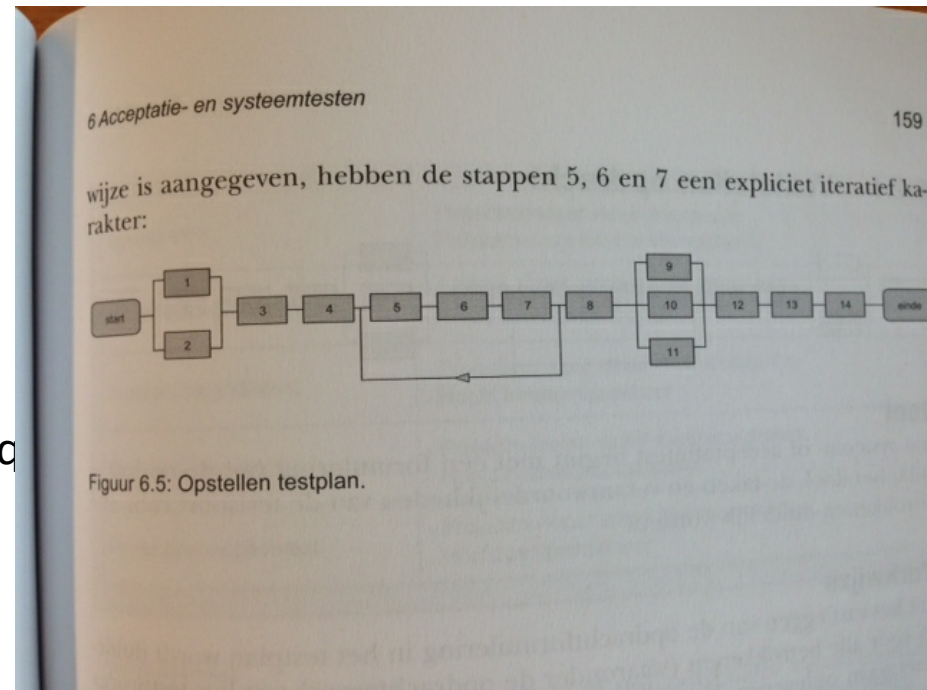 6 Acceptatie- en systeemtesten
159
wijze is aangegeven, hebben de stappen 5, 6 en 7 een expliciet iteratief ka-
rakter:
start
1
2
3
4
5
6
7
8
9
10
11
12
13
14
einde
q
Figuur 6.5: Opstellen testplan.